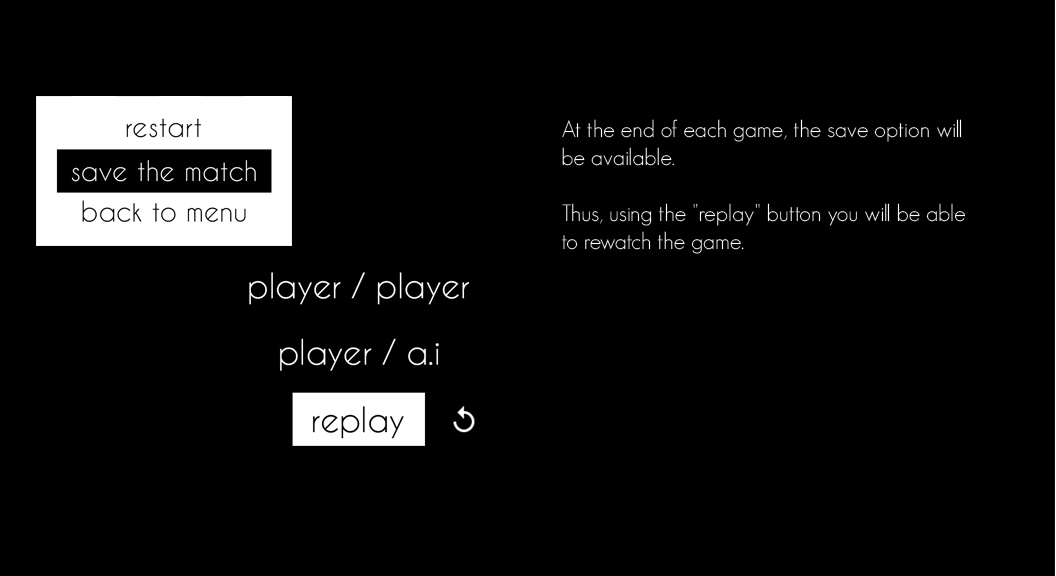 restart
save the match
back to menu
player / player
player / a.i
replay
At the end of each game, the save option will
be available.
Thus, using the "replay" button you will be able
to rewatch the game.